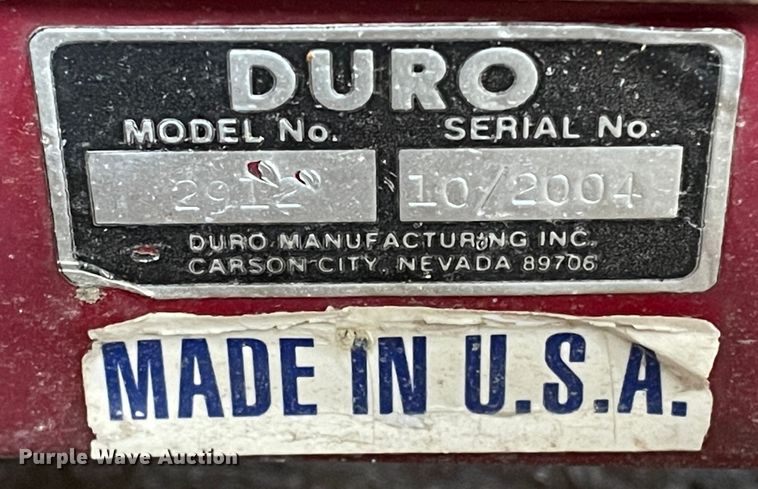 DURO
MODEL No. SERIAL No.
2912 10/2004
DURO MANUFACTURING INC.
CARSON CITY, NEVADA 89706
MADE IN U.S.A.
Purple Wave Auction